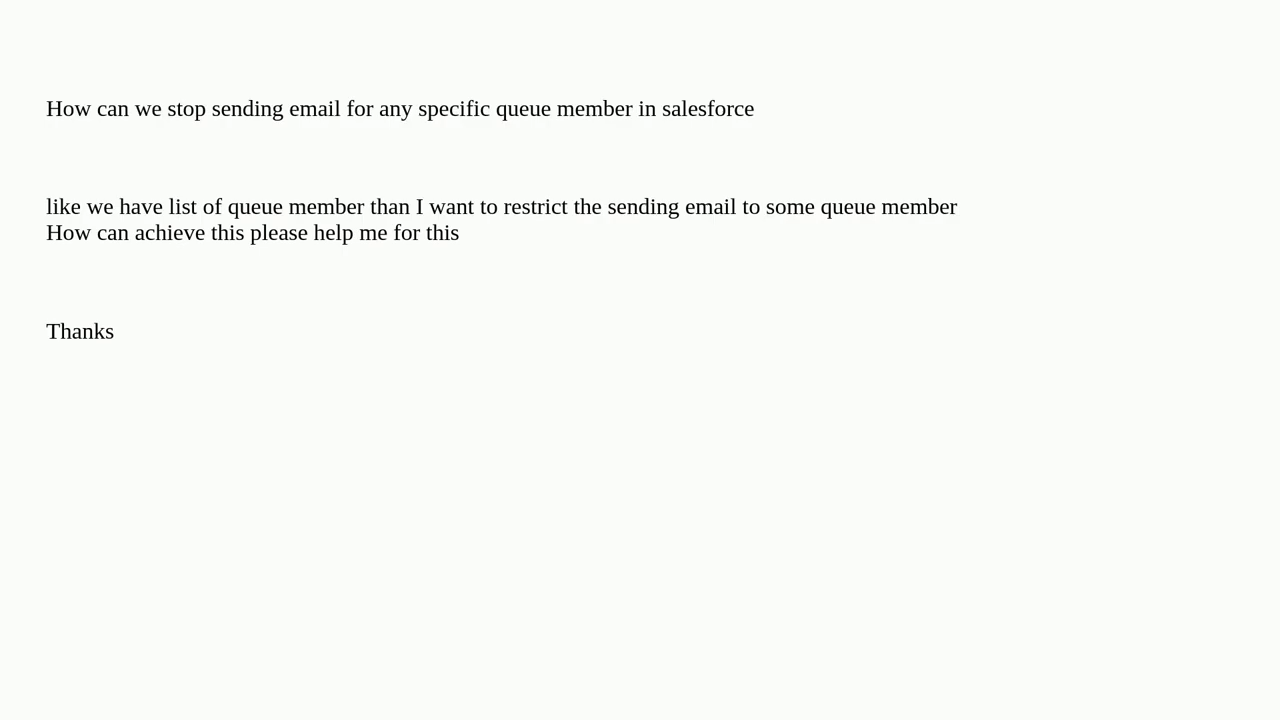 How can we stop sending email for any specific queue member in salesforce
like we have list of queue member than I want to restrict the sending email to some queue member
How can achieve this please help me for this
Thanks